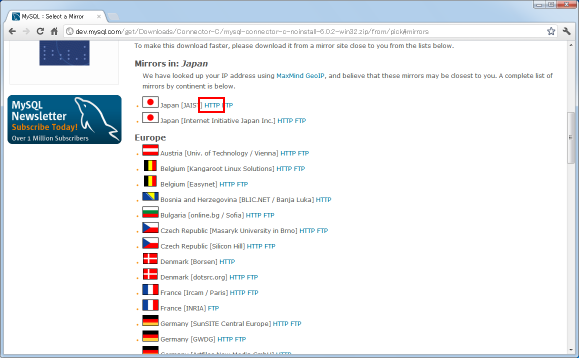 MySQL :: Select a Mirror
dev.mysql.com/get/Downloads/Connector-C/mysql-connector-c-noinstall-6.0.2-win32.zip/from/pick#mirrors
To make this download faster, please download it from a mirror site close to you from the lists below.
Mirrors in: Japan
We have looked up your IP address using MaxMind GeoIP, and believe that these mirrors may be closest to you. A complete list
of mirrors by continent is below.
Japan [JAIST] HTTP FTP
Japan [Internet Initiative Japan Inc.] HTTP FTP
MySQL
Newsletter
Subscribe Today!
Over 1 Million Subscribers
Europe
Austria [Univ. of Technology / Vienna] HTTP FTP
Belgium [Kangaroot Linux Solutions] HTTP FTP
Belgium [Easynet] HTTP FTP
Bosnia and Herzegovina [BLIC.NET / Banja Luka] HTTP
Bulgaria [online.bg / Sofia] HTTP FTP
Czech Republic [Masaryk University in Brno] HTTP FTP
Czech Republic [Silicon Hill] HTTP FTP
Denmark [Borsen] HTTP
Denmark [dotsrc.org] HTTP FTP
France [Ircam / Paris] HTTP FTP
France [INRIA] FTP
Germany [SunSITE Central Europe] HTTP FTP
Germany [GWDG] HTTP FTP